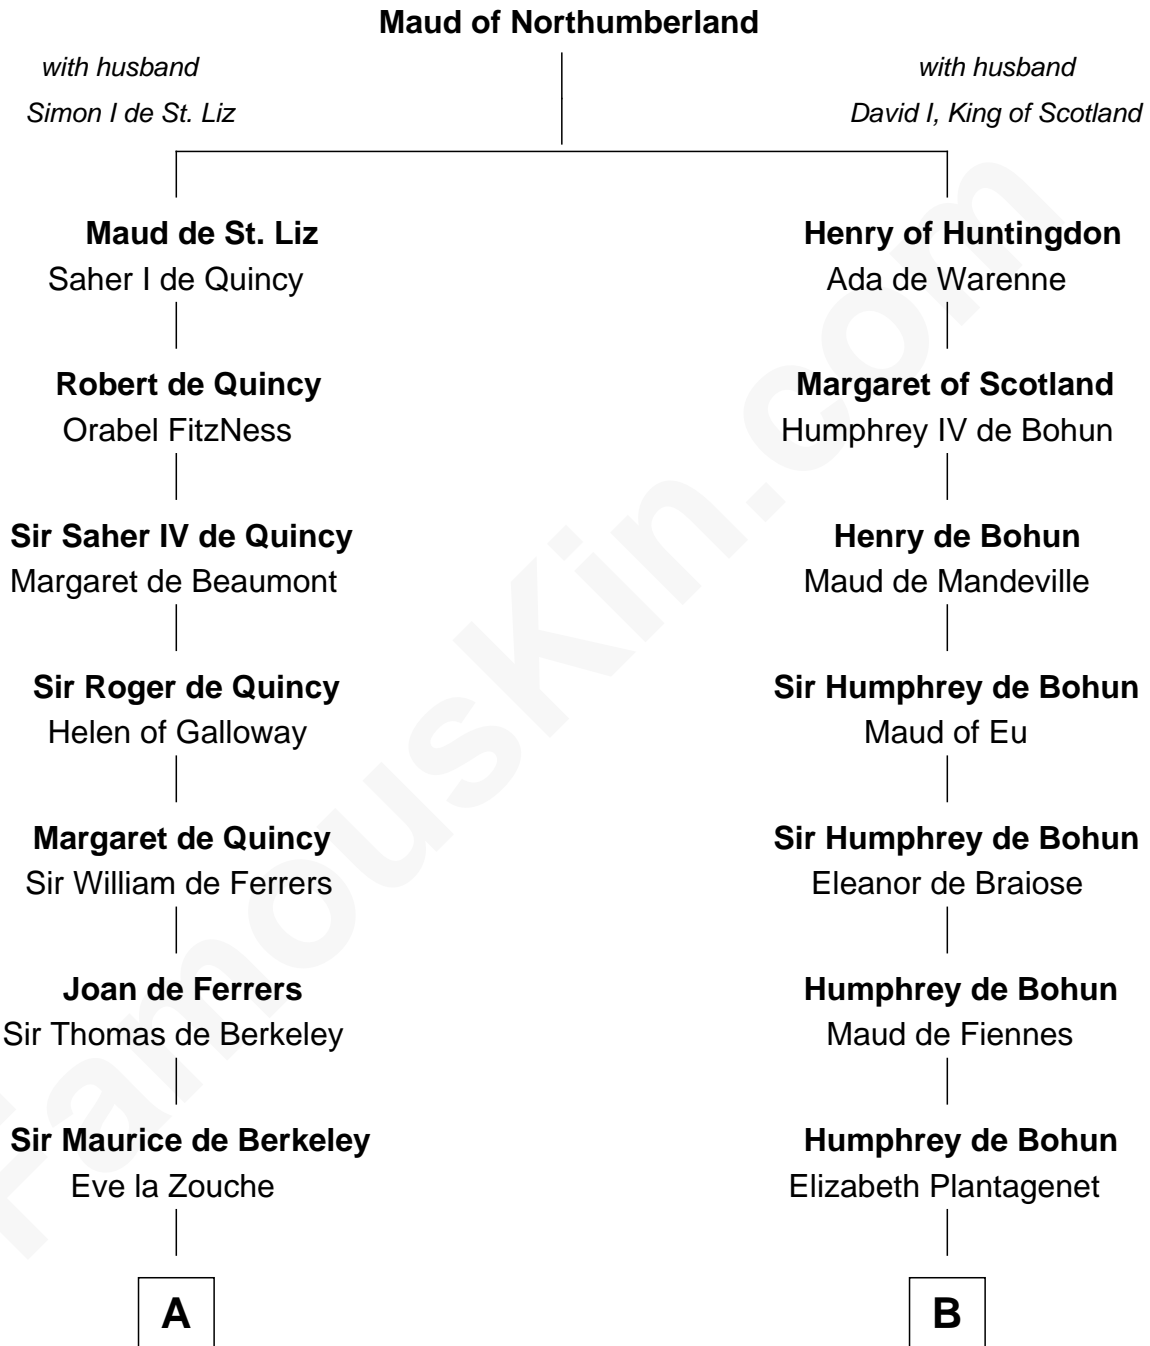 Maud of Northumberland
with husband
Simon I de St. Liz
with husband
David I, King of Scotland
Maud de St. Liz
Saher I de Quincy
Robert de Quincy
Orabel FitzNess
Sir Saher IV de Quincy
Margaret de Beaumont
Sir Roger de Quincy
Helen of Galloway
Margaret de Quincy
Sir William de Ferrers
Joan de Ferrers
Sir Thomas de Berkeley
Sir Maurice de Berkeley
Eve la Zouche
A
Henry of Huntingdon
Ada de Warenne
Margaret of Scotland
Humphrey IV de Bohun
Henry de Bohun
Maud de Mandeville
Sir Humphrey de Bohun
Maud of Eu
Sir Humphrey de Bohun
Eleanor de Braiose
Humphrey de Bohun
Maud de Fiennes
Humphrey de Bohun
Elizabeth Plantagenet
B
FamousKin.com